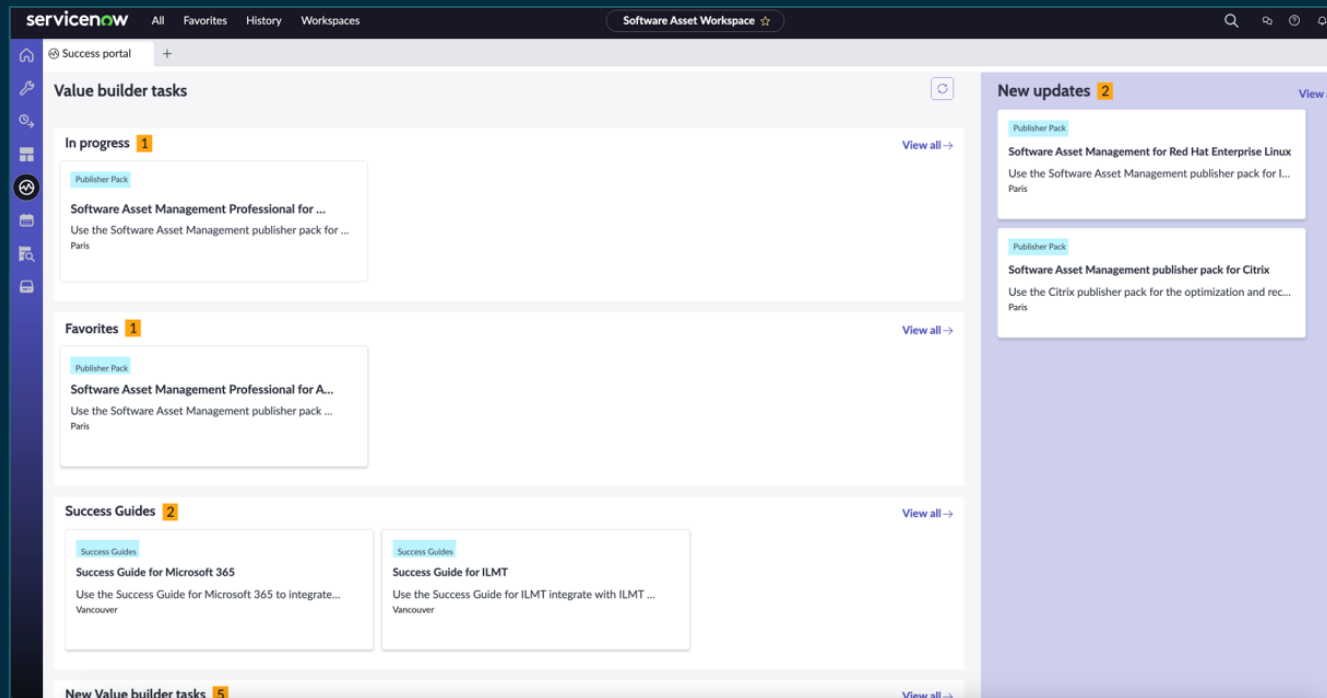 servicenow All Favorites History Workspaces Software Asset Workspace
Success portal
Value builder tasks
In progress 1
View all
Publisher Pack
Software Asset Management Professional for ...
Use the Software Asset Management publisher pack for ...
Paris
Favorites 1
View all
Publisher Pack
Software Asset Management Professional for A...
Use the Software Asset Management publisher pack ...
Paris
Success Guides 2
View all
Success Guides
Success Guide for Microsoft 365
Use the Success Guide for Microsoft 365 to integrate...
Vancouver
Success Guides
Success Guide for ILMT
Use the Success Guide for ILMT integrate with ILMT ...
Vancouver
New Value builder tasks 5
View all
New updates 2
View
Publisher Pack
Software Asset Management for Red Hat Enterprise Linux
Use the Software Asset Management publisher pack for I...
Paris
Publisher Pack
Software Asset Management publisher pack for Citrix
Use the Citrix publisher pack for the optimization and rec...
Paris